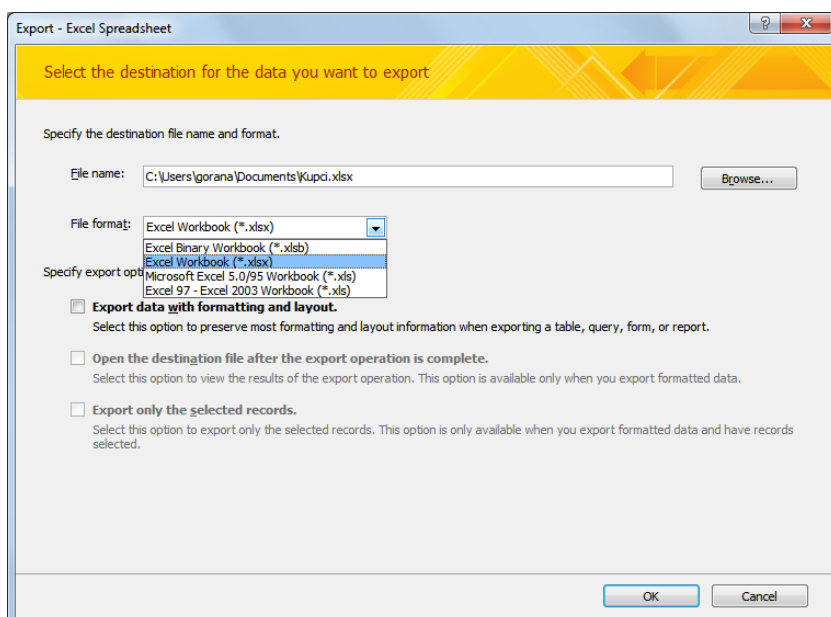 Export - Excel Spreadsheet
Select the destination for the data you want to export
Specify the destination file name and format.
File name:
C:\Users\gorana\Documents\Kupci.xlsx
Browse...
File format:
Excel Workbook (*.xlsx)
Excel Binary Workbook (*.xlsb)
Excel Workbook (*.xlsx)
Specify export opt
Microsoft Excel 5.0/95 Workbook (*.xls)
Excel 97 - Excel 2003 Workbook (*.xls)
Export data with formatting and layout.
Select this option to preserve most formatting and layout information when exporting a table, query, form, or report.
Open the destination file after the export operation is complete.
Select this option to view the results of the export operation. This option is available only when you export formatted data.
Export only the selected records.
Select this option to export only the selected records. This option is only available when you export formatted data and have records
selected.
OK
Cancel